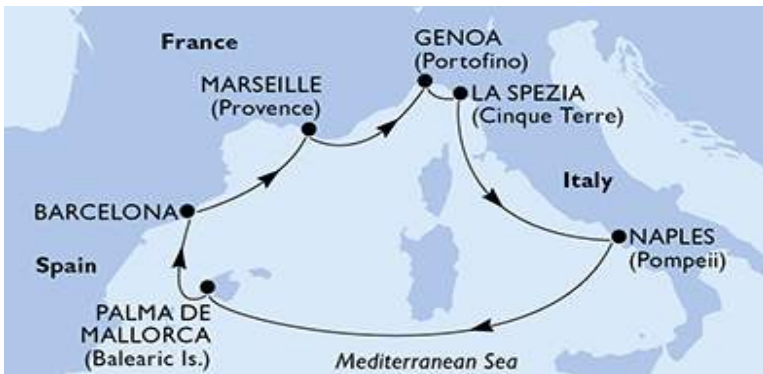 France
GENOA
(Portofino)
MARSEILLE
(Provence)
LA SPEZIA
(Cinque Terre)
Italy
BARCELONA
NAPLES
(Pompeii)
Spain
PALMA DE
MALLORCA
(Balearic Is.)
Mediterranean Sea